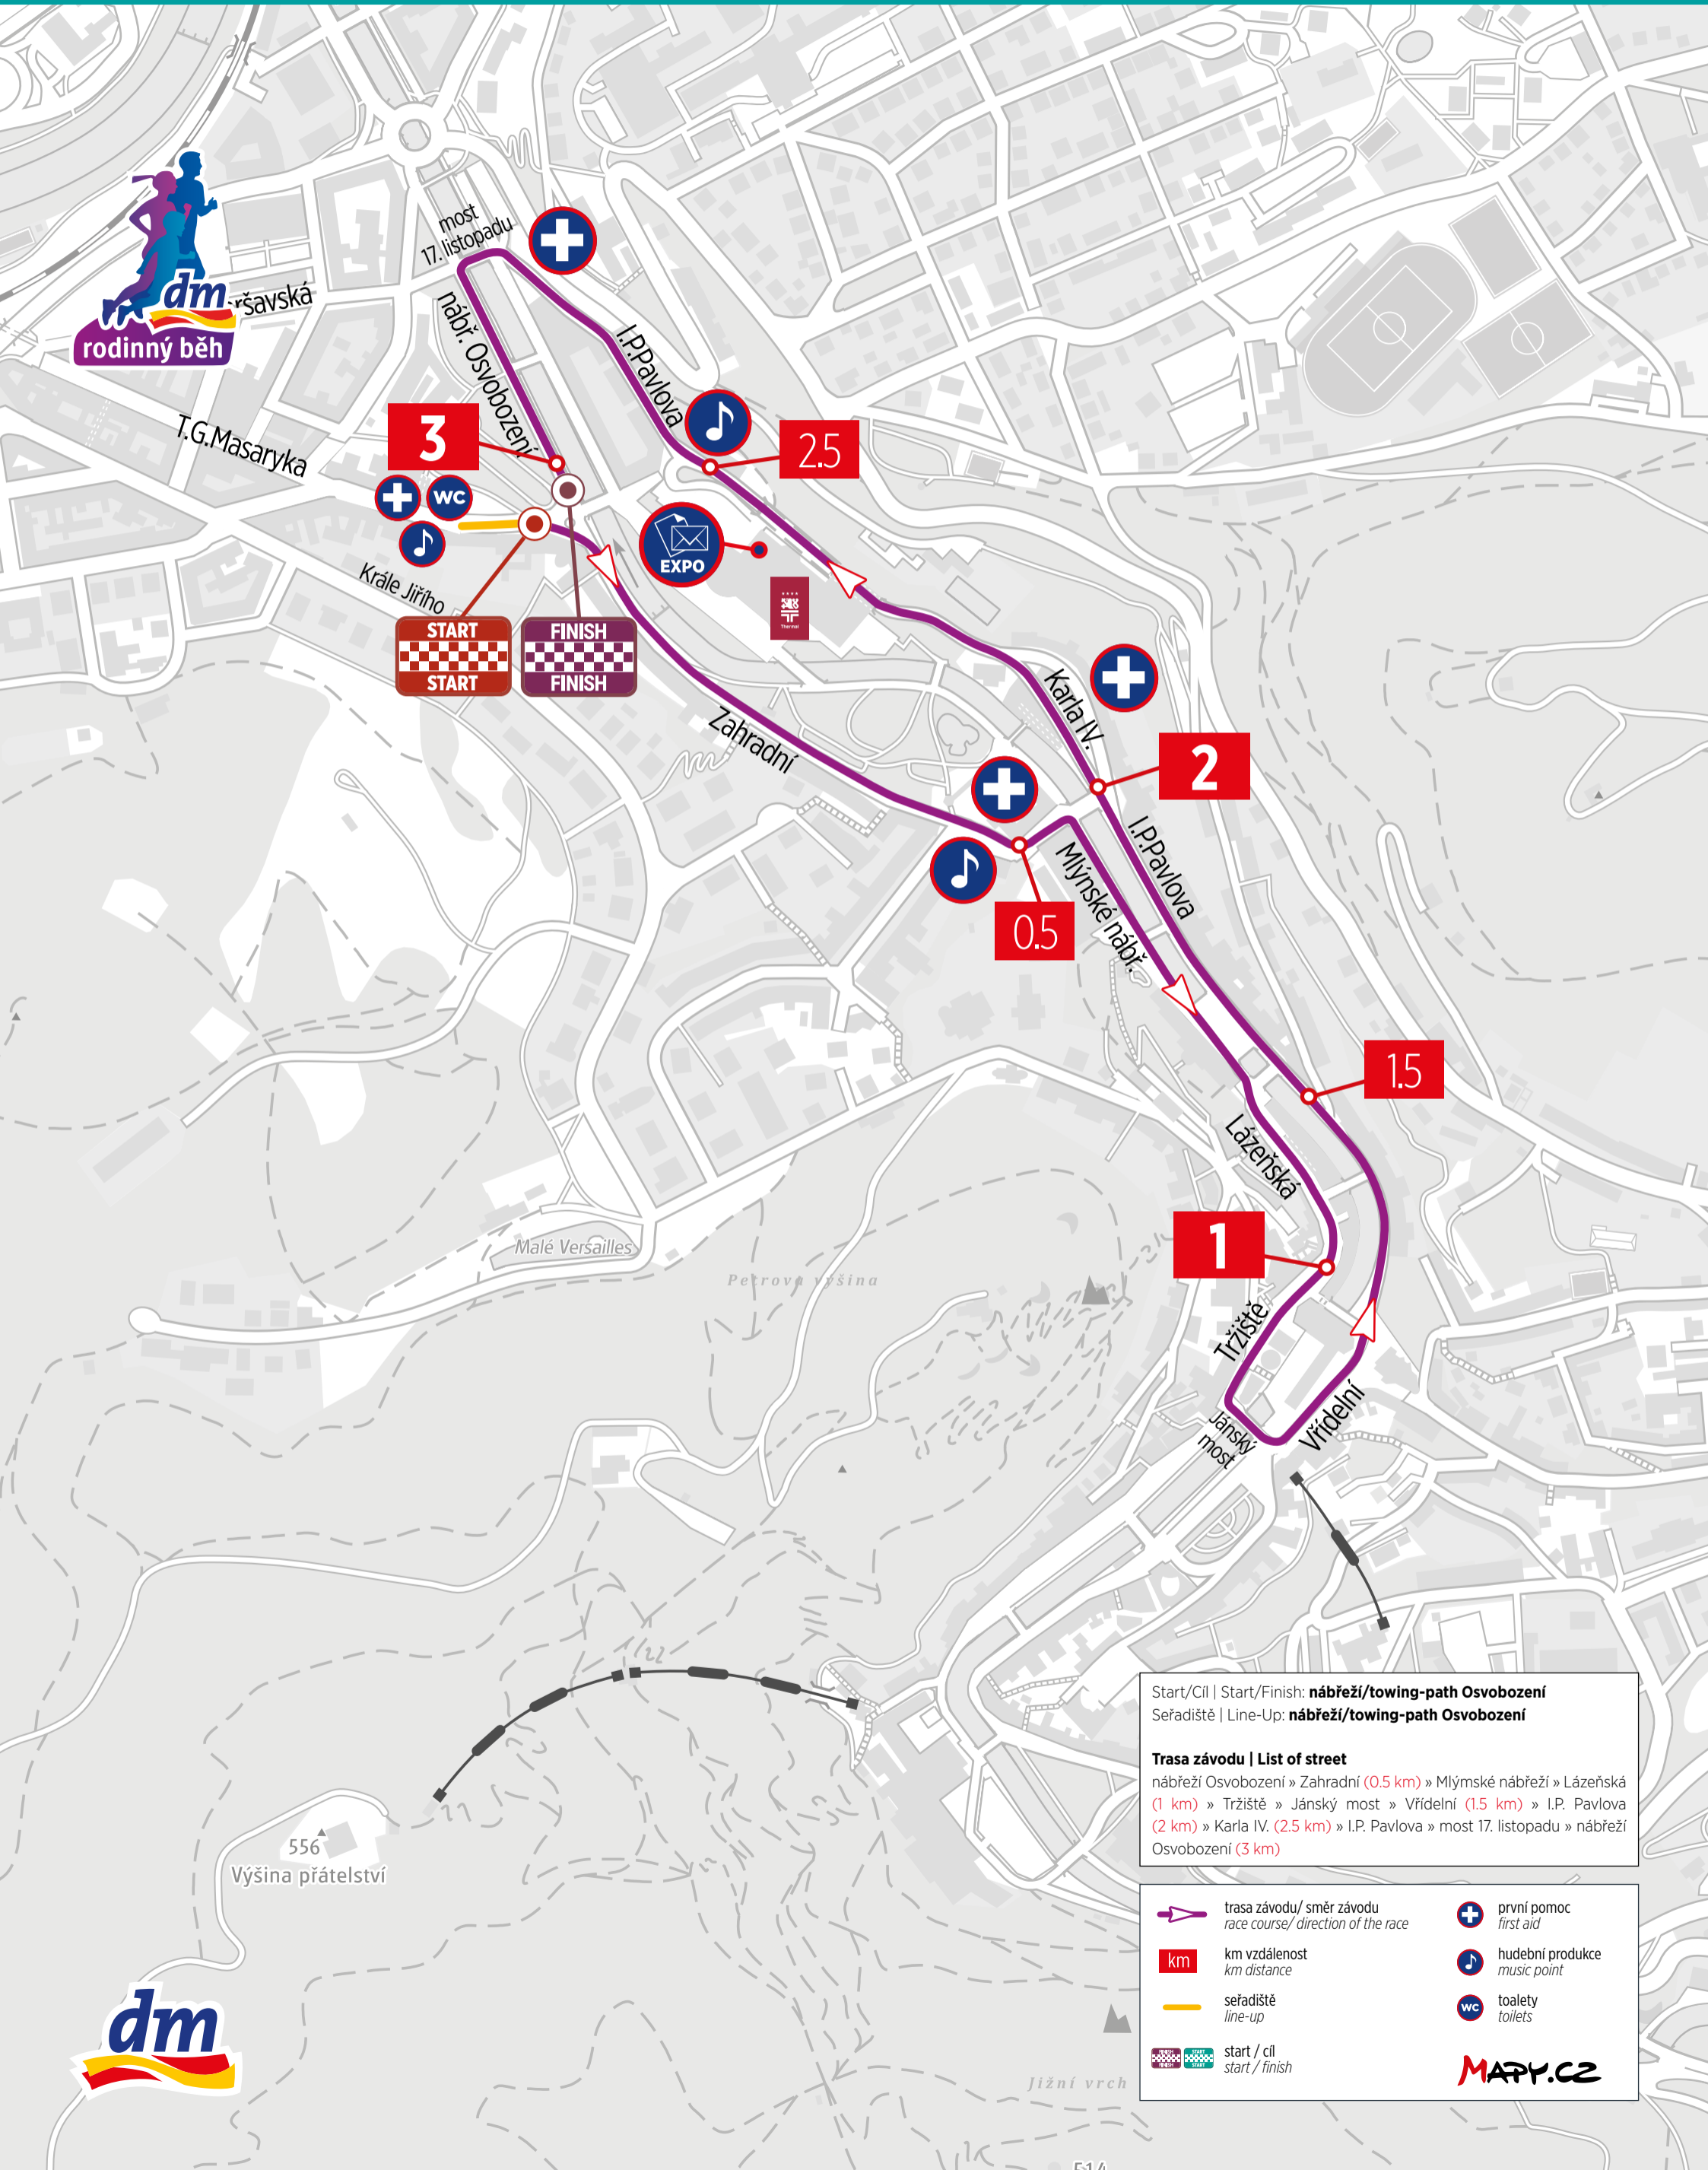 most
17. listopadu
dm
ršavská
rodinný běh
nábř. Osvobození
I.P.Pavlova
T.G.Masaryka
3
2.5
WC
EXPO
Thermal
Krále Jiřího
START
START
FINISH
FINISH
Zahradní
Karla IV.
2
I.P.Pavlova
Mlýnské nábř.
0.5
1.5
Lázeňská
1
Malé Versailles
Petrova výšina
Tržiště
Jánský
most
Vřídelní
Start/Cíl | Start/Finish: nábřeží/towing-path Osvobození
Seřadiště | Line-Up: nábřeží/towing-path Osvobození
Trasa závodu | List of street
nábřeží Osvobození » Zahradní (0.5 km) » Mlýmské nábřeží » Lázeňská
(1 km) » Tržiště » Jánský most » Vřídelní (1.5 km) » I.P. Pavlova
(2 km) » Karla IV. (2.5 km) » I.P. Pavlova » most 17. listopadu » nábřeží
Osvobození (3 km)
556
Výšina přátelství
trasa závodu/ směr závodu
race course/ direction of the race
km
km vzdálenost
km distance
seřadiště
line-up
FINISH
FINISH
START
START
start / cíl
start / finish
první pomoc
first aid
hudební produkce
music point
WC
toalety
toilets
MAPY.CZ
dm
Jižní vrch
514